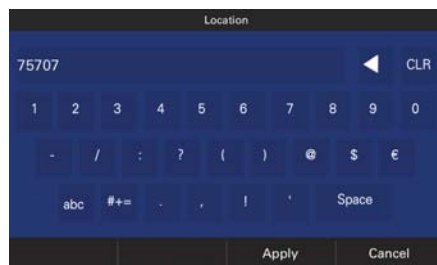 Location
75707 CLR
1 2 3 4 5 6 7 8 9 0
- / : ? ( ) @ $ €
abc #+= . , ! ' Space
Apply Cancel